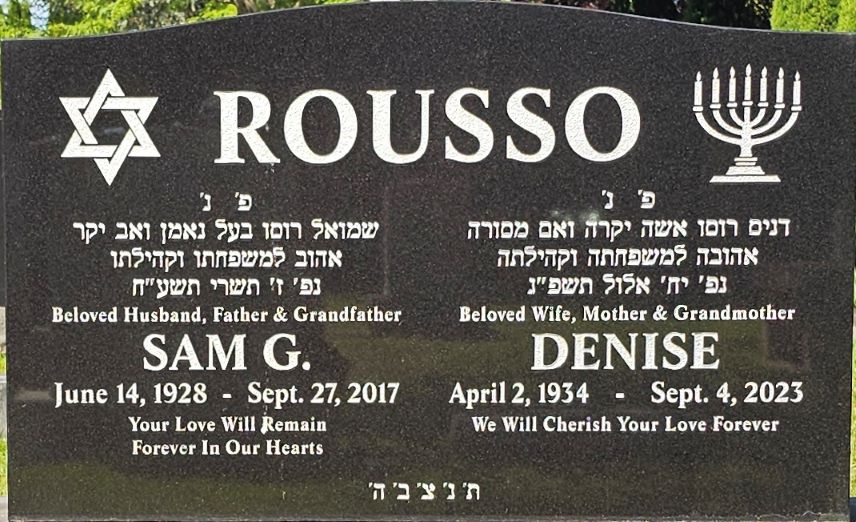 ROUSSO
פ' נ'
שמואל רוסו בעל נאמן ואב יקר
אהוב למשפחתו וקהילתו
נפ' ז' תשרי תשע״ח
Beloved Husband, Father & Grandfather
SAM G.
June 14, 1928 - Sept. 27, 2017
Your Love Will Remain
Forever In Our Hearts
פ' נ'
דניס רוסו אשה יקרה ואם מסורה
אהובה למשפחתה וקהילתה
נפ' יח' אלול תשפ״נ
Beloved Wife, Mother & Grandmother
DENISE
April 2, 1934 - Sept. 4, 2023
We Will Cherish Your Love Forever
ת' נ' צ' ב' ה'